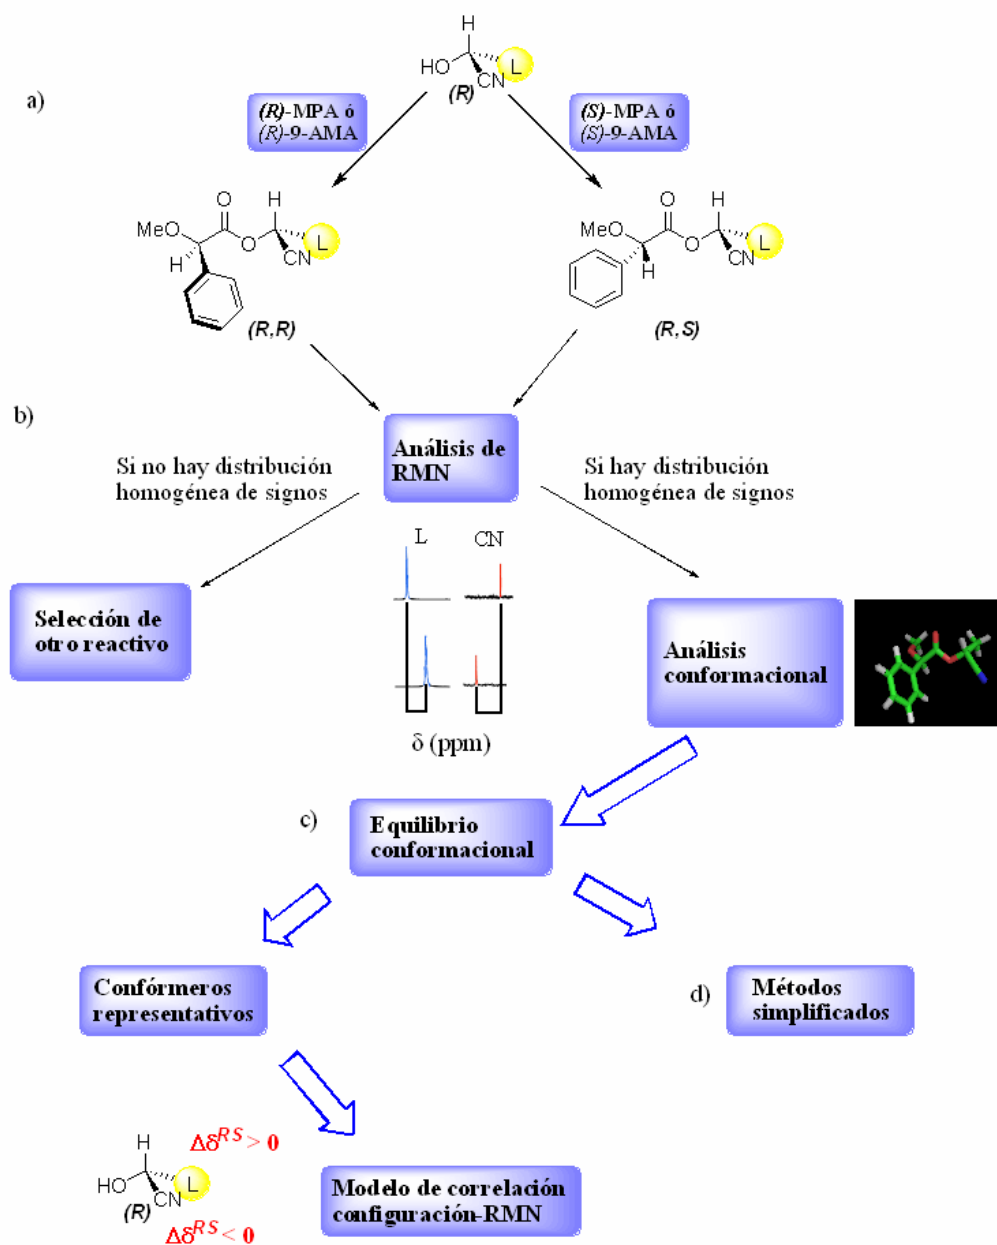 H
HO
CN
L
(R)
a)
(R)-MPA ó
(R)-9-AMA
(S)-MPA ó
(S)-9-AMA
O
H
MeO
O
L
H
CN
(R,R)
O
H
MeO
O
L
H
CN
(R,S)
b)
Análisis de
RMN
Si no hay distribución
homogénea de signos
Si hay distribución
homogénea de signos
L
CN
Selección de
otro reactivo
Análisis
conformacional
δ (ppm)
c)
Equilibrio
conformacional
Confórmeros
representativos
d)
Métodos
simplificados
H
Δδ^RS > 0
HO
CN
L
(R)
Δδ^RS < 0
Modelo de correlación
configuración-RMN